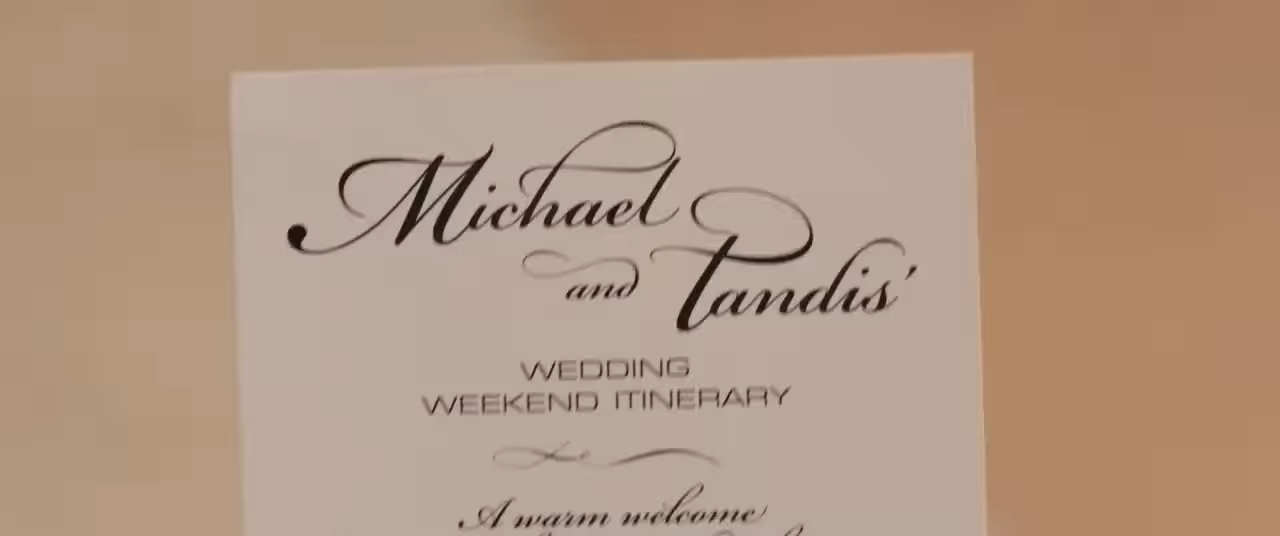 Michael
and Tandis'
WEDDING
WEEKEND ITINERARY
A warm welcome